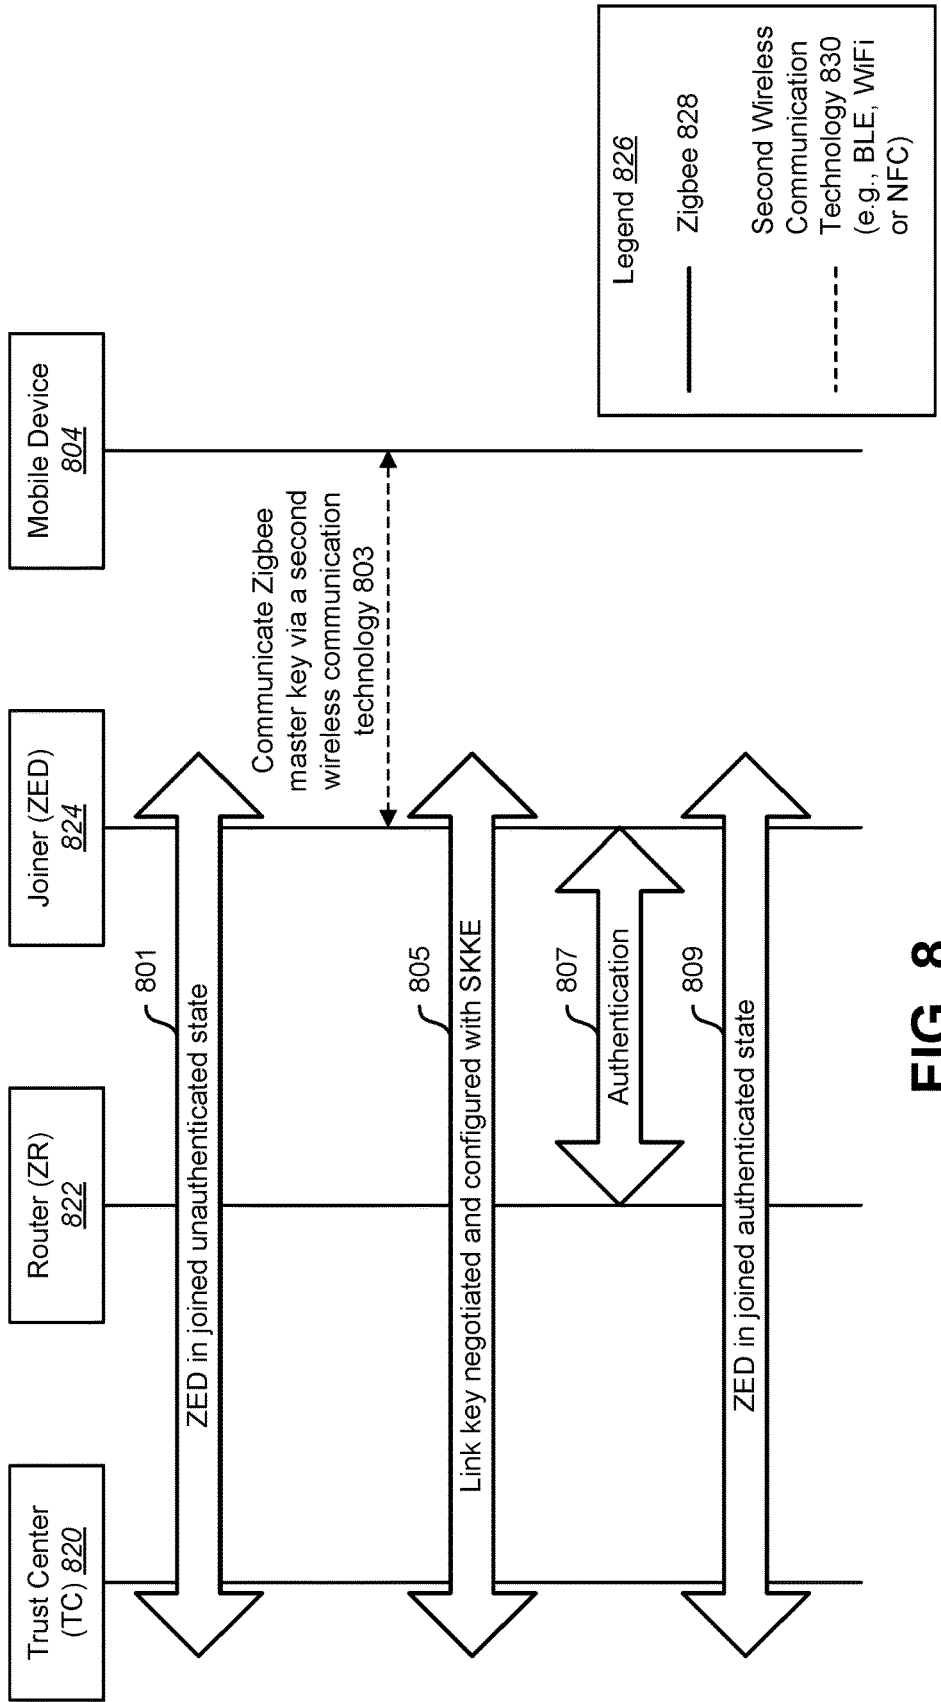 Trust Center
(TC) 820
Router (ZR)
822
Joiner (ZED)
824
Mobile Device
804
801
ZED in joined unauthenticated state
Communicate Zigbee
master key via a second
wireless communication
technology 803
805
Link key negotiated and configured with SKKE
807
Authentication
809
ZED in joined authenticated state
Legend 826
Zigbee 828
Second Wireless
Communication
Technology 830
(e.g., BLE, WiFi
or NFC)
FIG. 8